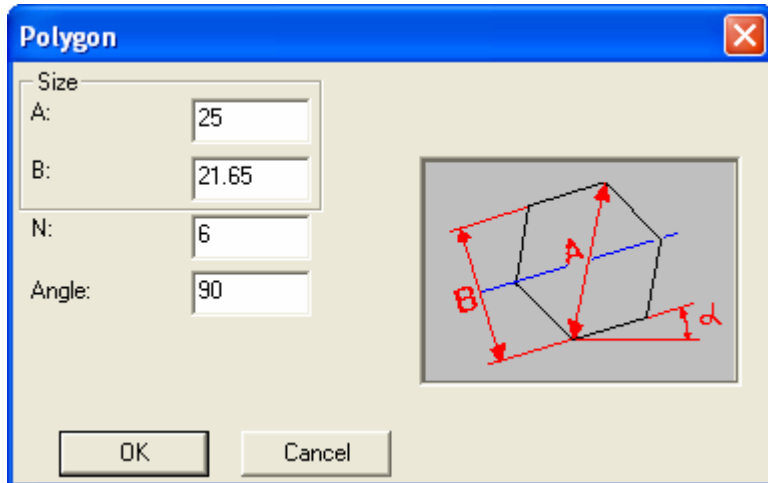 Polygon
Size
A: 25
B: 21.65
N: 6
Angle: 90
A
B
α
OK Cancel